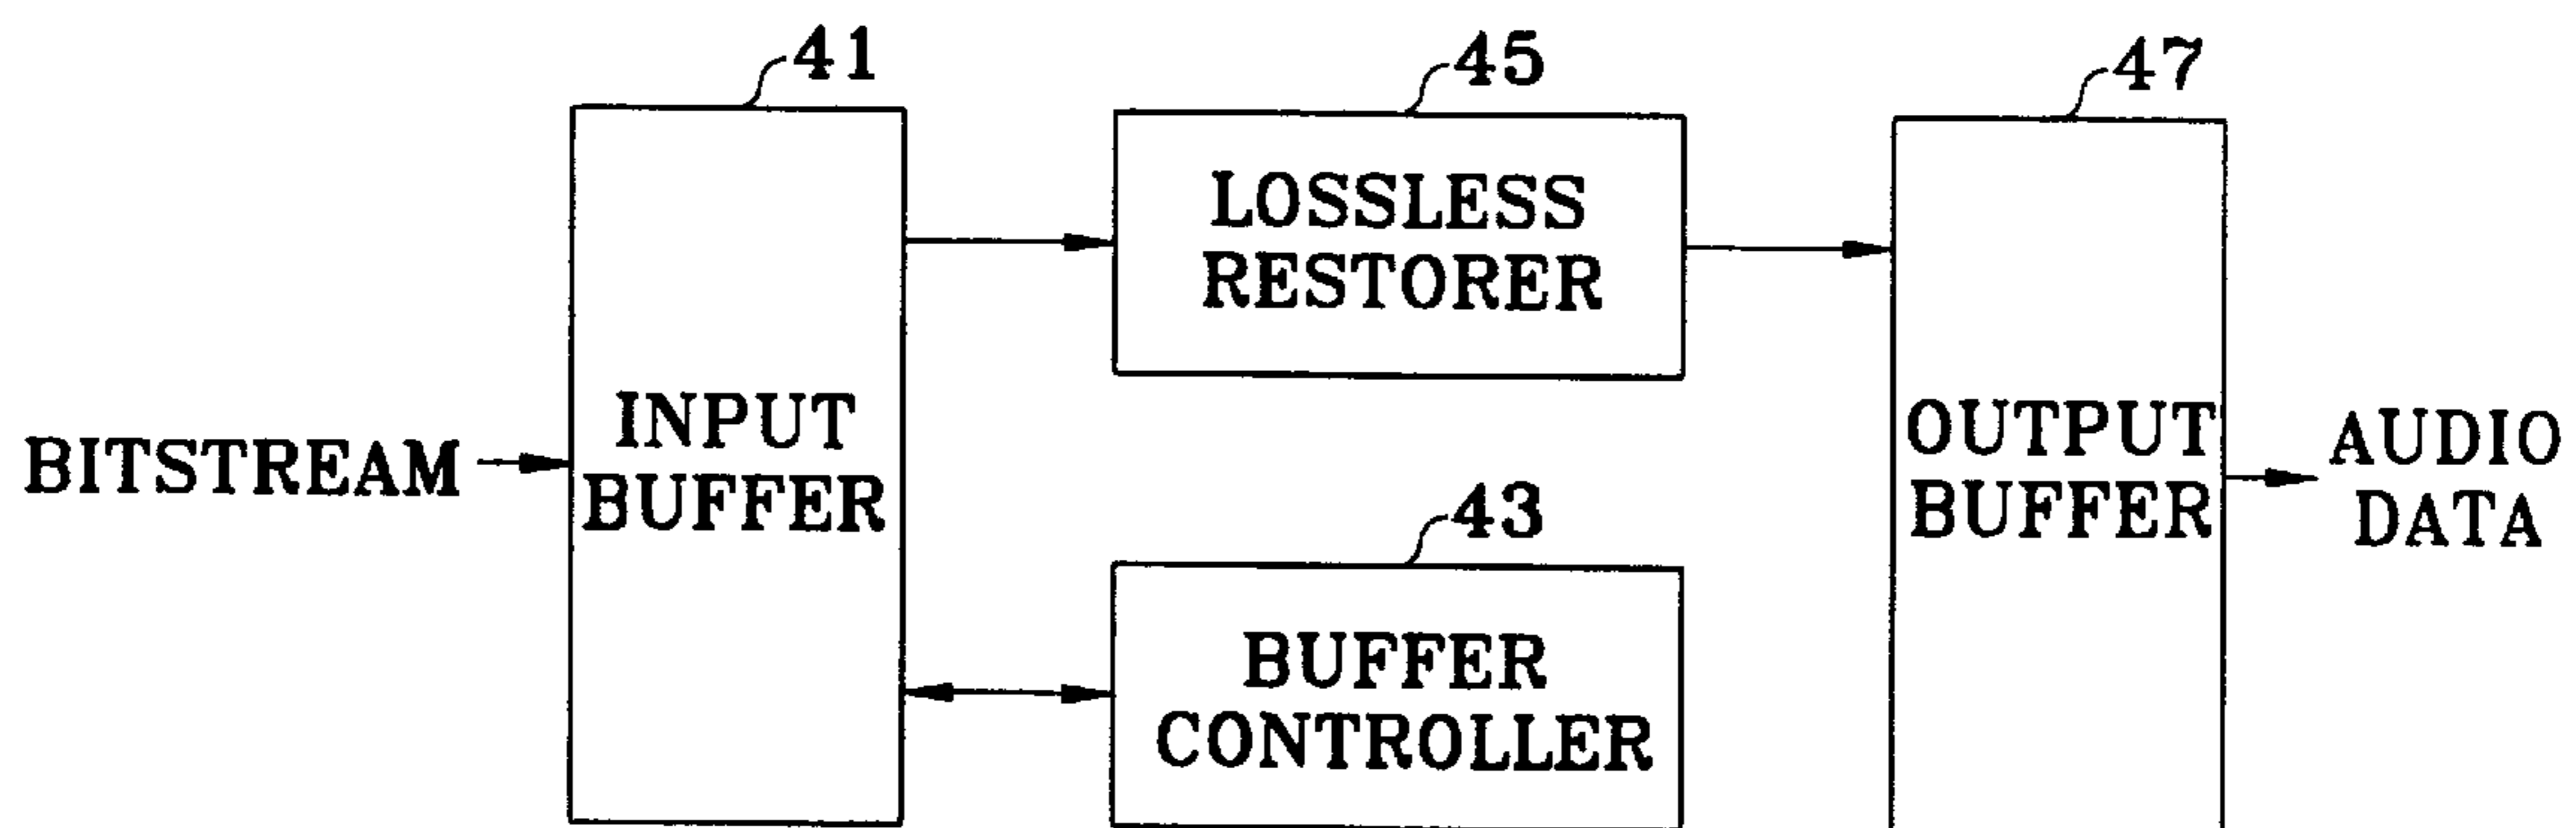 41
45
47
LOSSLESS
RESTORER
INPUT
BUFFER
BITSTREAM
OUTPUT
BUFFER
AUDIO
DATA
43
BUFFER
CONTROLLER